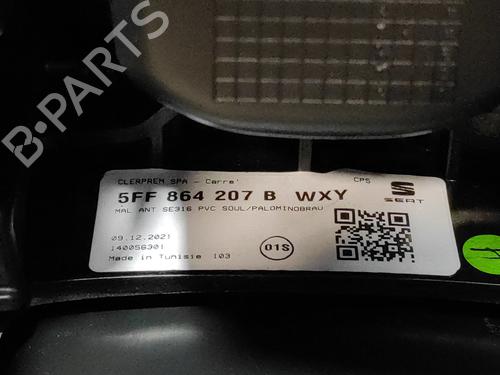 CLERPREM SPA - Carre'
CPS
5FF 864 207 B WXY
SEAT
MAL ANT SE316 PVC SOUL/PALOMINOBRAU
09.12.2021
140056301
01S
Made in Tunisie 103
B-PARTS